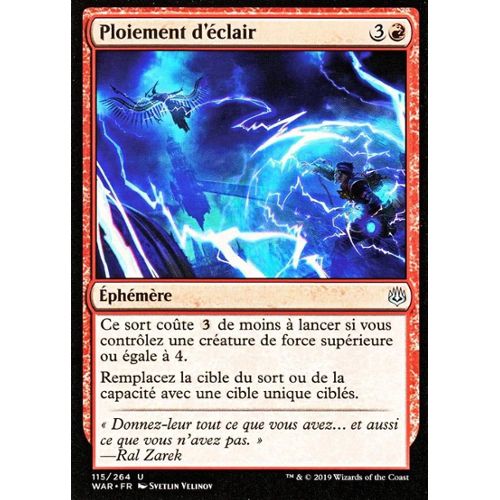 Ploiement d'éclair 3
Éphémère
Ce sort coûte 3 de moins à lancer si vous
contrôlez une créature de force supérieure
ou égale à 4.
Remplacez la cible du sort ou de la
capacité avec une cible unique ciblés.
« Donnez-leur tout ce que vous avez... et aussi
ce que vous n'avez pas. »
—Ral Zarek
115/264 U
WAR • FR Svetlin Velinov
™ & © 2019 Wizards of the Coast